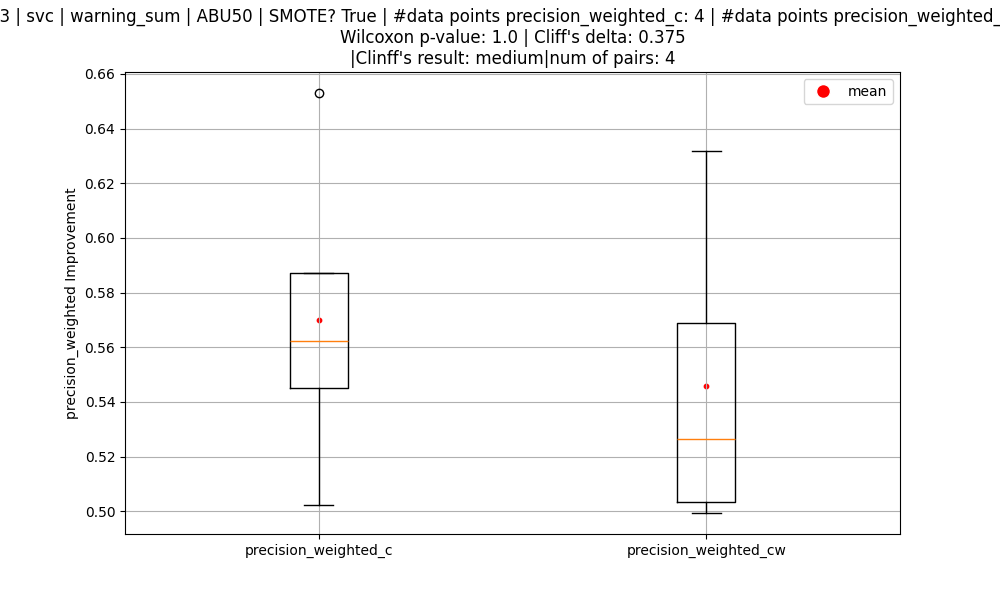 3 | svc | warning_sum | ABU50 | SMOTE? True | #data points precision_weighted_c: 4 | #data points precision_weighted_
Wilcoxon p-value: 1.0 | Cliff's delta: 0.375
|Clinff's result: medium|num of pairs: 4
mean
precision_weighted Improvement
0.66
0.64
0.62
0.60
0.58
0.56
0.54
0.52
0.50
precision_weighted_c
precision_weighted_cw